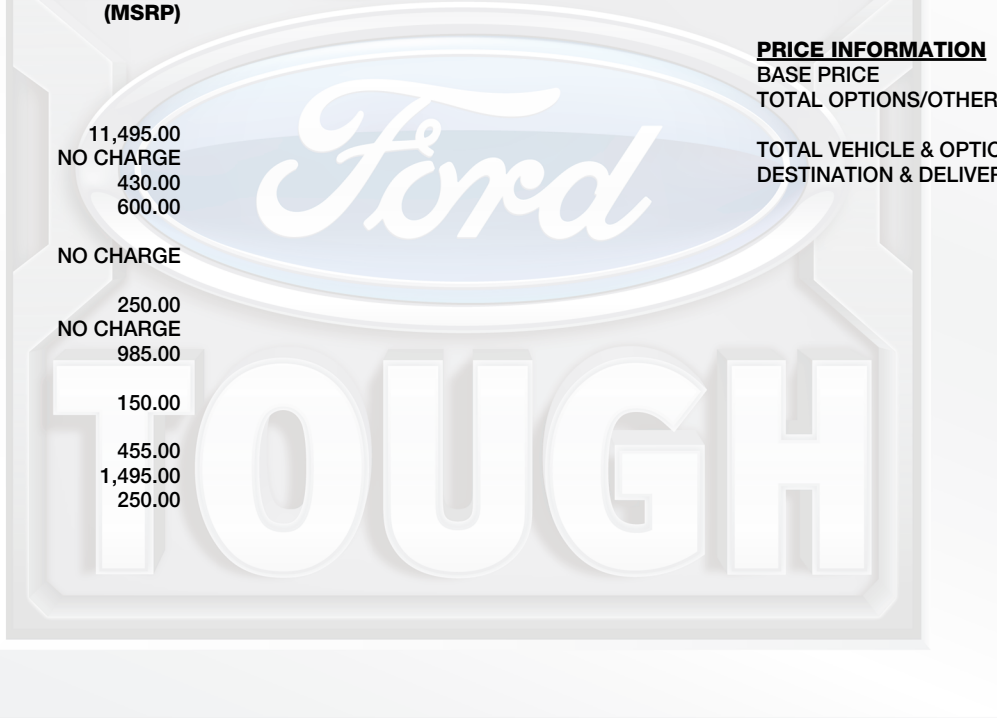 (MSRP)
11,495.00
NO CHARGE
430.00
600.00
NO CHARGE
250.00
NO CHARGE
985.00
150.00
455.00
1,495.00
250.00
PRICE INFORMATION
BASE PRICE
TOTAL OPTIONS/OTHER
TOTAL VEHICLE & OPTIO
DESTINATION & DELIVER
Ford
TOUGH